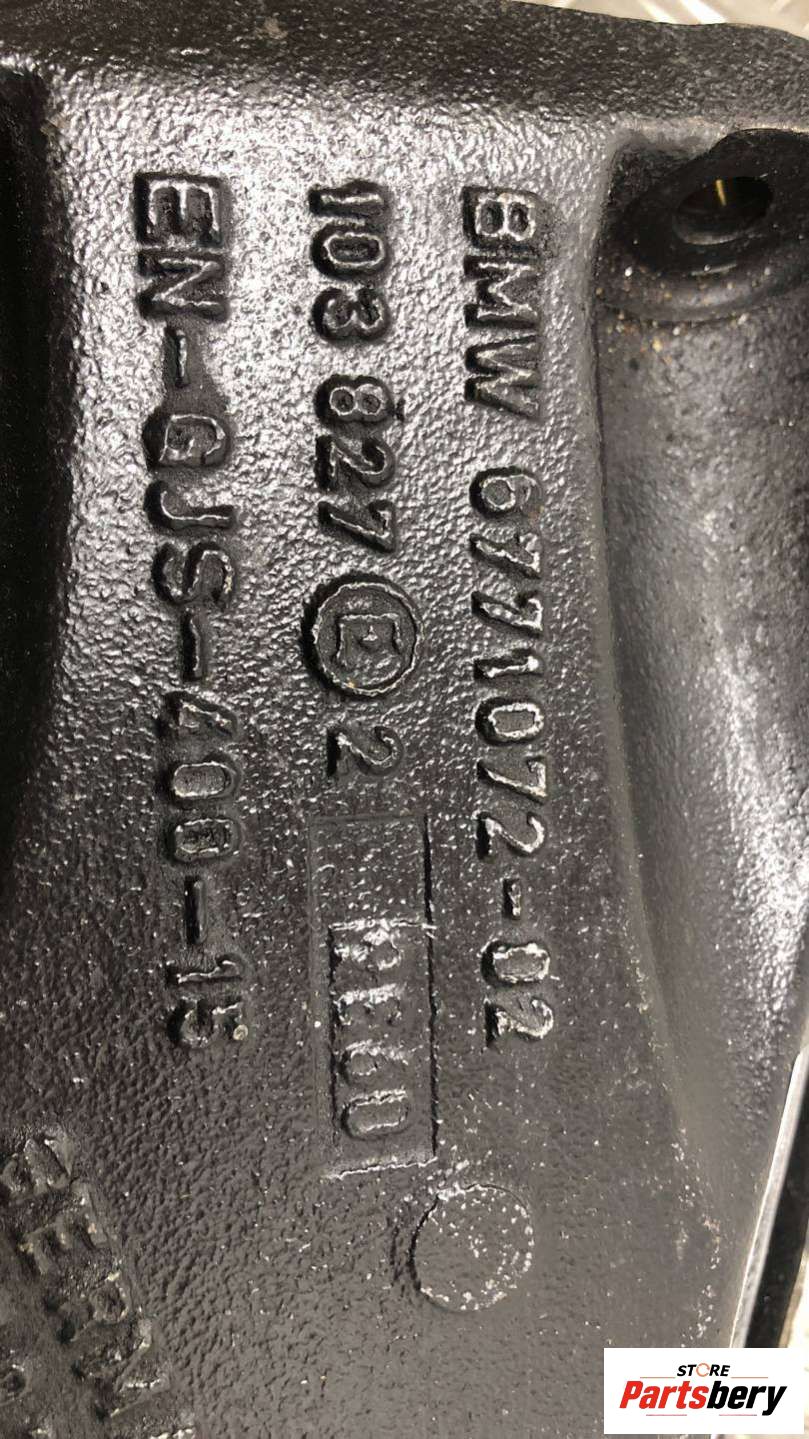 BMW 6771072-02
103 827 2
EN-GJS-400-15
STORE
Partsbery